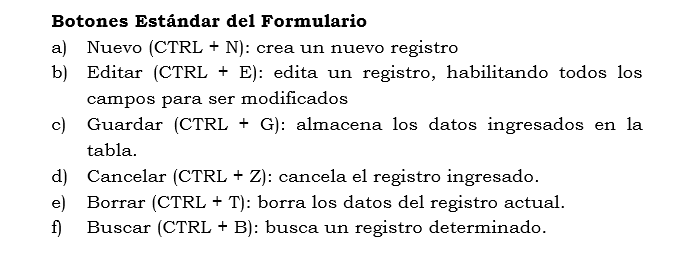 Botones Estándar del Formulario
a) Nuevo (CTRL + N): crea un nuevo registro
b) Editar (CTRL + E): edita un registro, habilitando todos los
campos para ser modificados
c) Guardar (CTRL + G): almacena los datos ingresados en la
tabla.
d) Cancelar (CTRL + Z): cancela el registro ingresado.
e) Borrar (CTRL + T): borra los datos del registro actual.
f) Buscar (CTRL + B): busca un registro determinado.